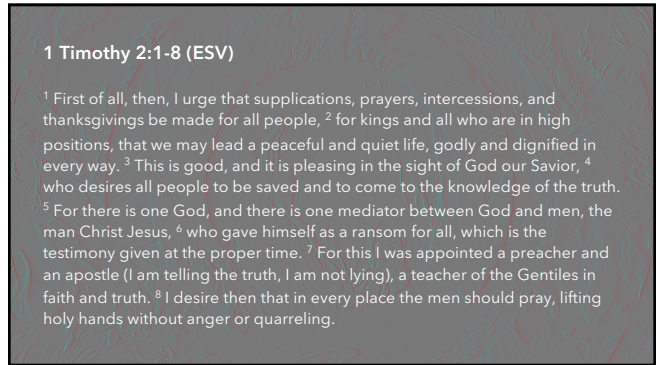 1 Timothy 2:1-8 (ESV)
1 First of all, then, I urge that supplications, prayers, intercessions, and
thanksgivings be made for all people, 2 for kings and all who are in high
positions, that we may lead a peaceful and quiet life, godly and dignified in
every way. 3 This is good, and it is pleasing in the sight of God our Savior, 4
who desires all people to be saved and to come to the knowledge of the truth.
5 For there is one God, and there is one mediator between God and men, the
man Christ Jesus, 6 who gave himself as a ransom for all, which is the
testimony given at the proper time. 7 For this I was appointed a preacher and
an apostle (I am telling the truth, I am not lying), a teacher of the Gentiles in
faith and truth. 8 I desire then that in every place the men should pray, lifting
holy hands without anger or quarreling.